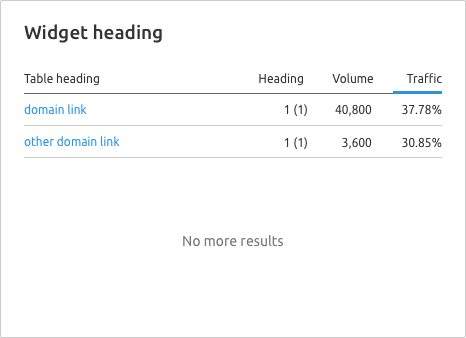 Widget heading
Table heading Heading Volume Traffic
domain link 1 (1) 40,800 37.78%
other domain link 1 (1) 3,600 30.85%
No more results